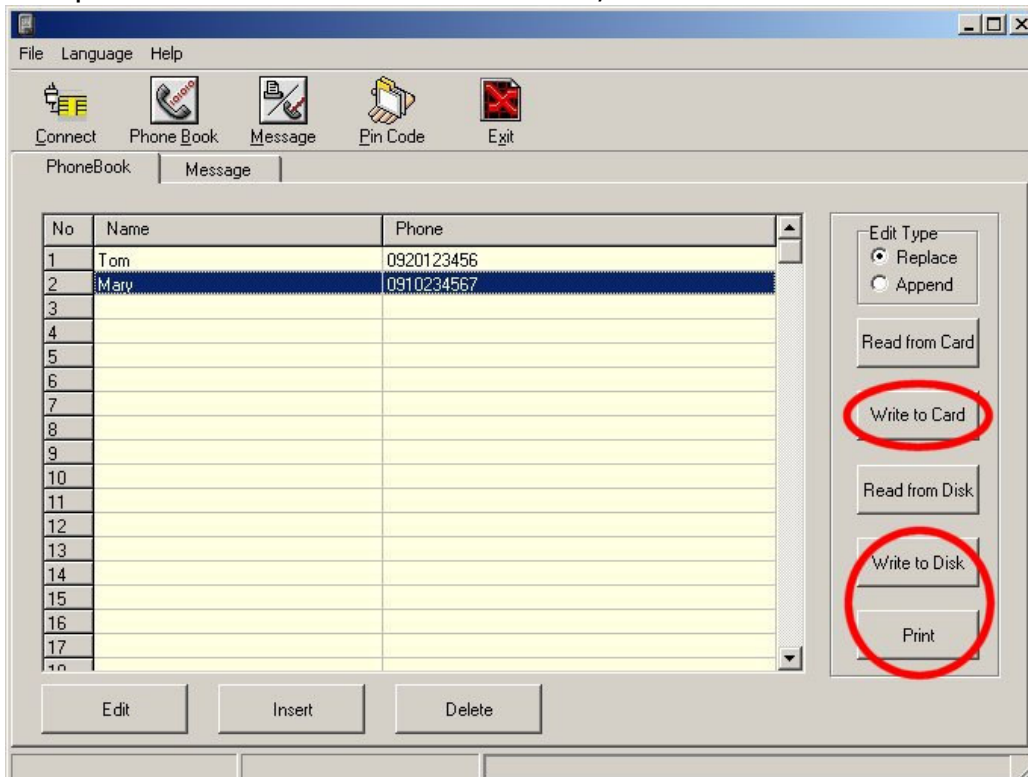 File Language Help
Connect Phone Book Message Pin Code Exit
PhoneBook Message
No Name Phone
1 Tom 0920123456
2 Mary 0910234567
3
4
5
6
7
8
9
10
11
12
13
14
15
16
17
Edit Type
Replace
Append
Read from Card
Write to Card
Read from Disk
Write to Disk
Print
Edit Insert Delete